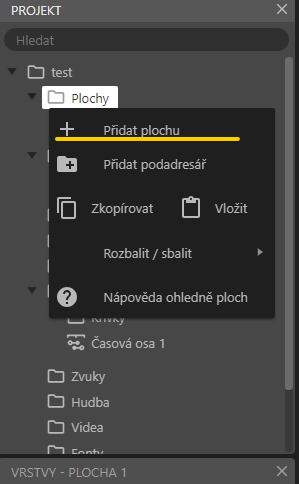 PROJEKT
Hledat
test
Plochy
Přidat plochu
Přidat podadresář
Zkopírovat Vložit
Rozbalit / sbalit
Nápověda ohledně ploch
Křivky
Časová osa 1
Zvuky
Hudba
Videa
Fonty
VRSTVY - PLOCHA 1